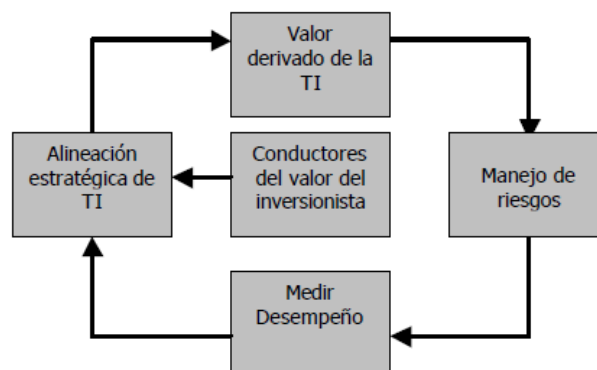 Valor
derivado de la
TI
Alineación
estratégica de
TI
Conductores
del valor del
inversionista
Manejo de
riesgos
Medir
Desempeño